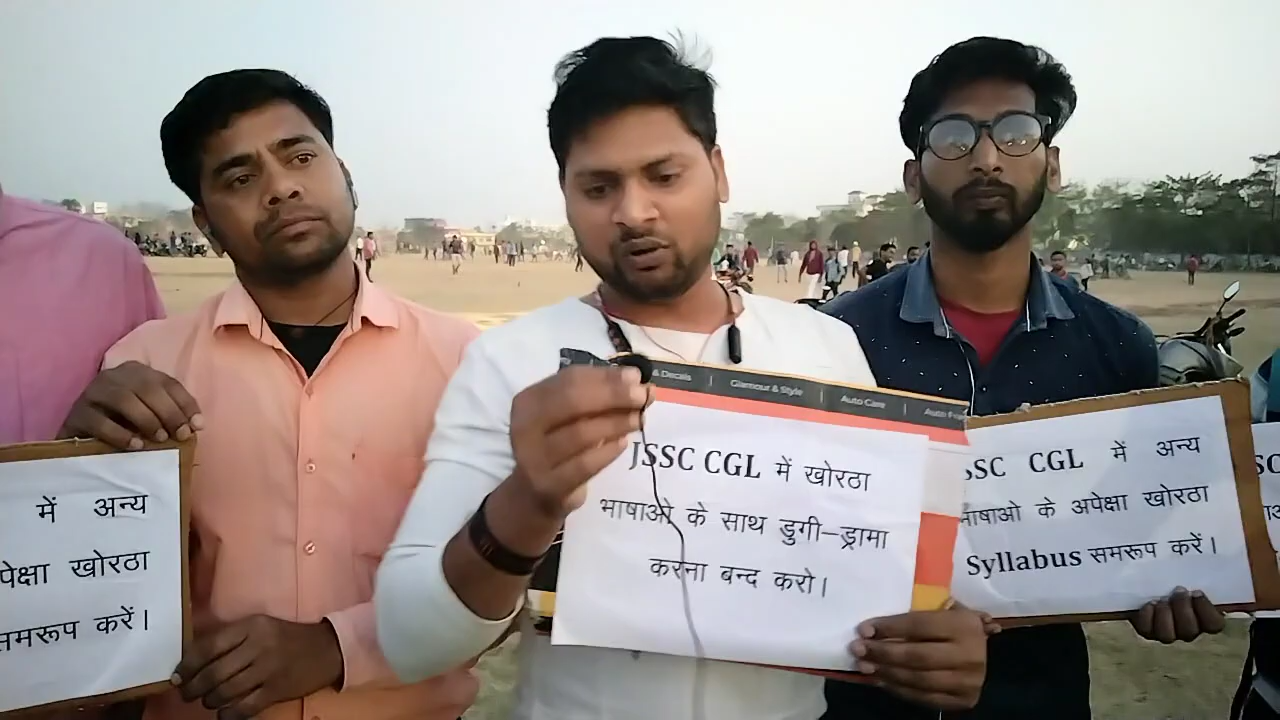 में अन्य
पेक्षा खोरठा
समरूप करें।
& Decals | Glamour & Style | Auto Care |
JSSC CGL में खोरठा
भाषाओ के साथ डुगी–ड्रामा
करना बन्द करो।
SSC CGL में अन्य
भाषाओ के अपेक्षा खोरठा
Syllabus समरूप करें।